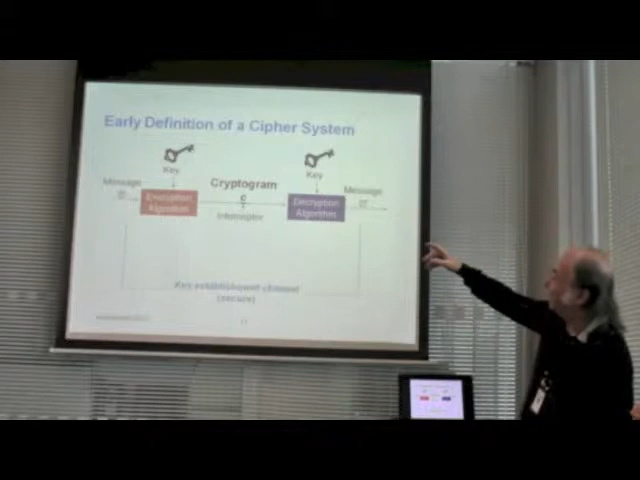 Early Definition of a Cipher System
Key
Key
Message
Cryptogram
Message
m
c
m
Encryption
Algorithm
Decryption
Algorithm
Interceptor
Key establishment channel
(secure)